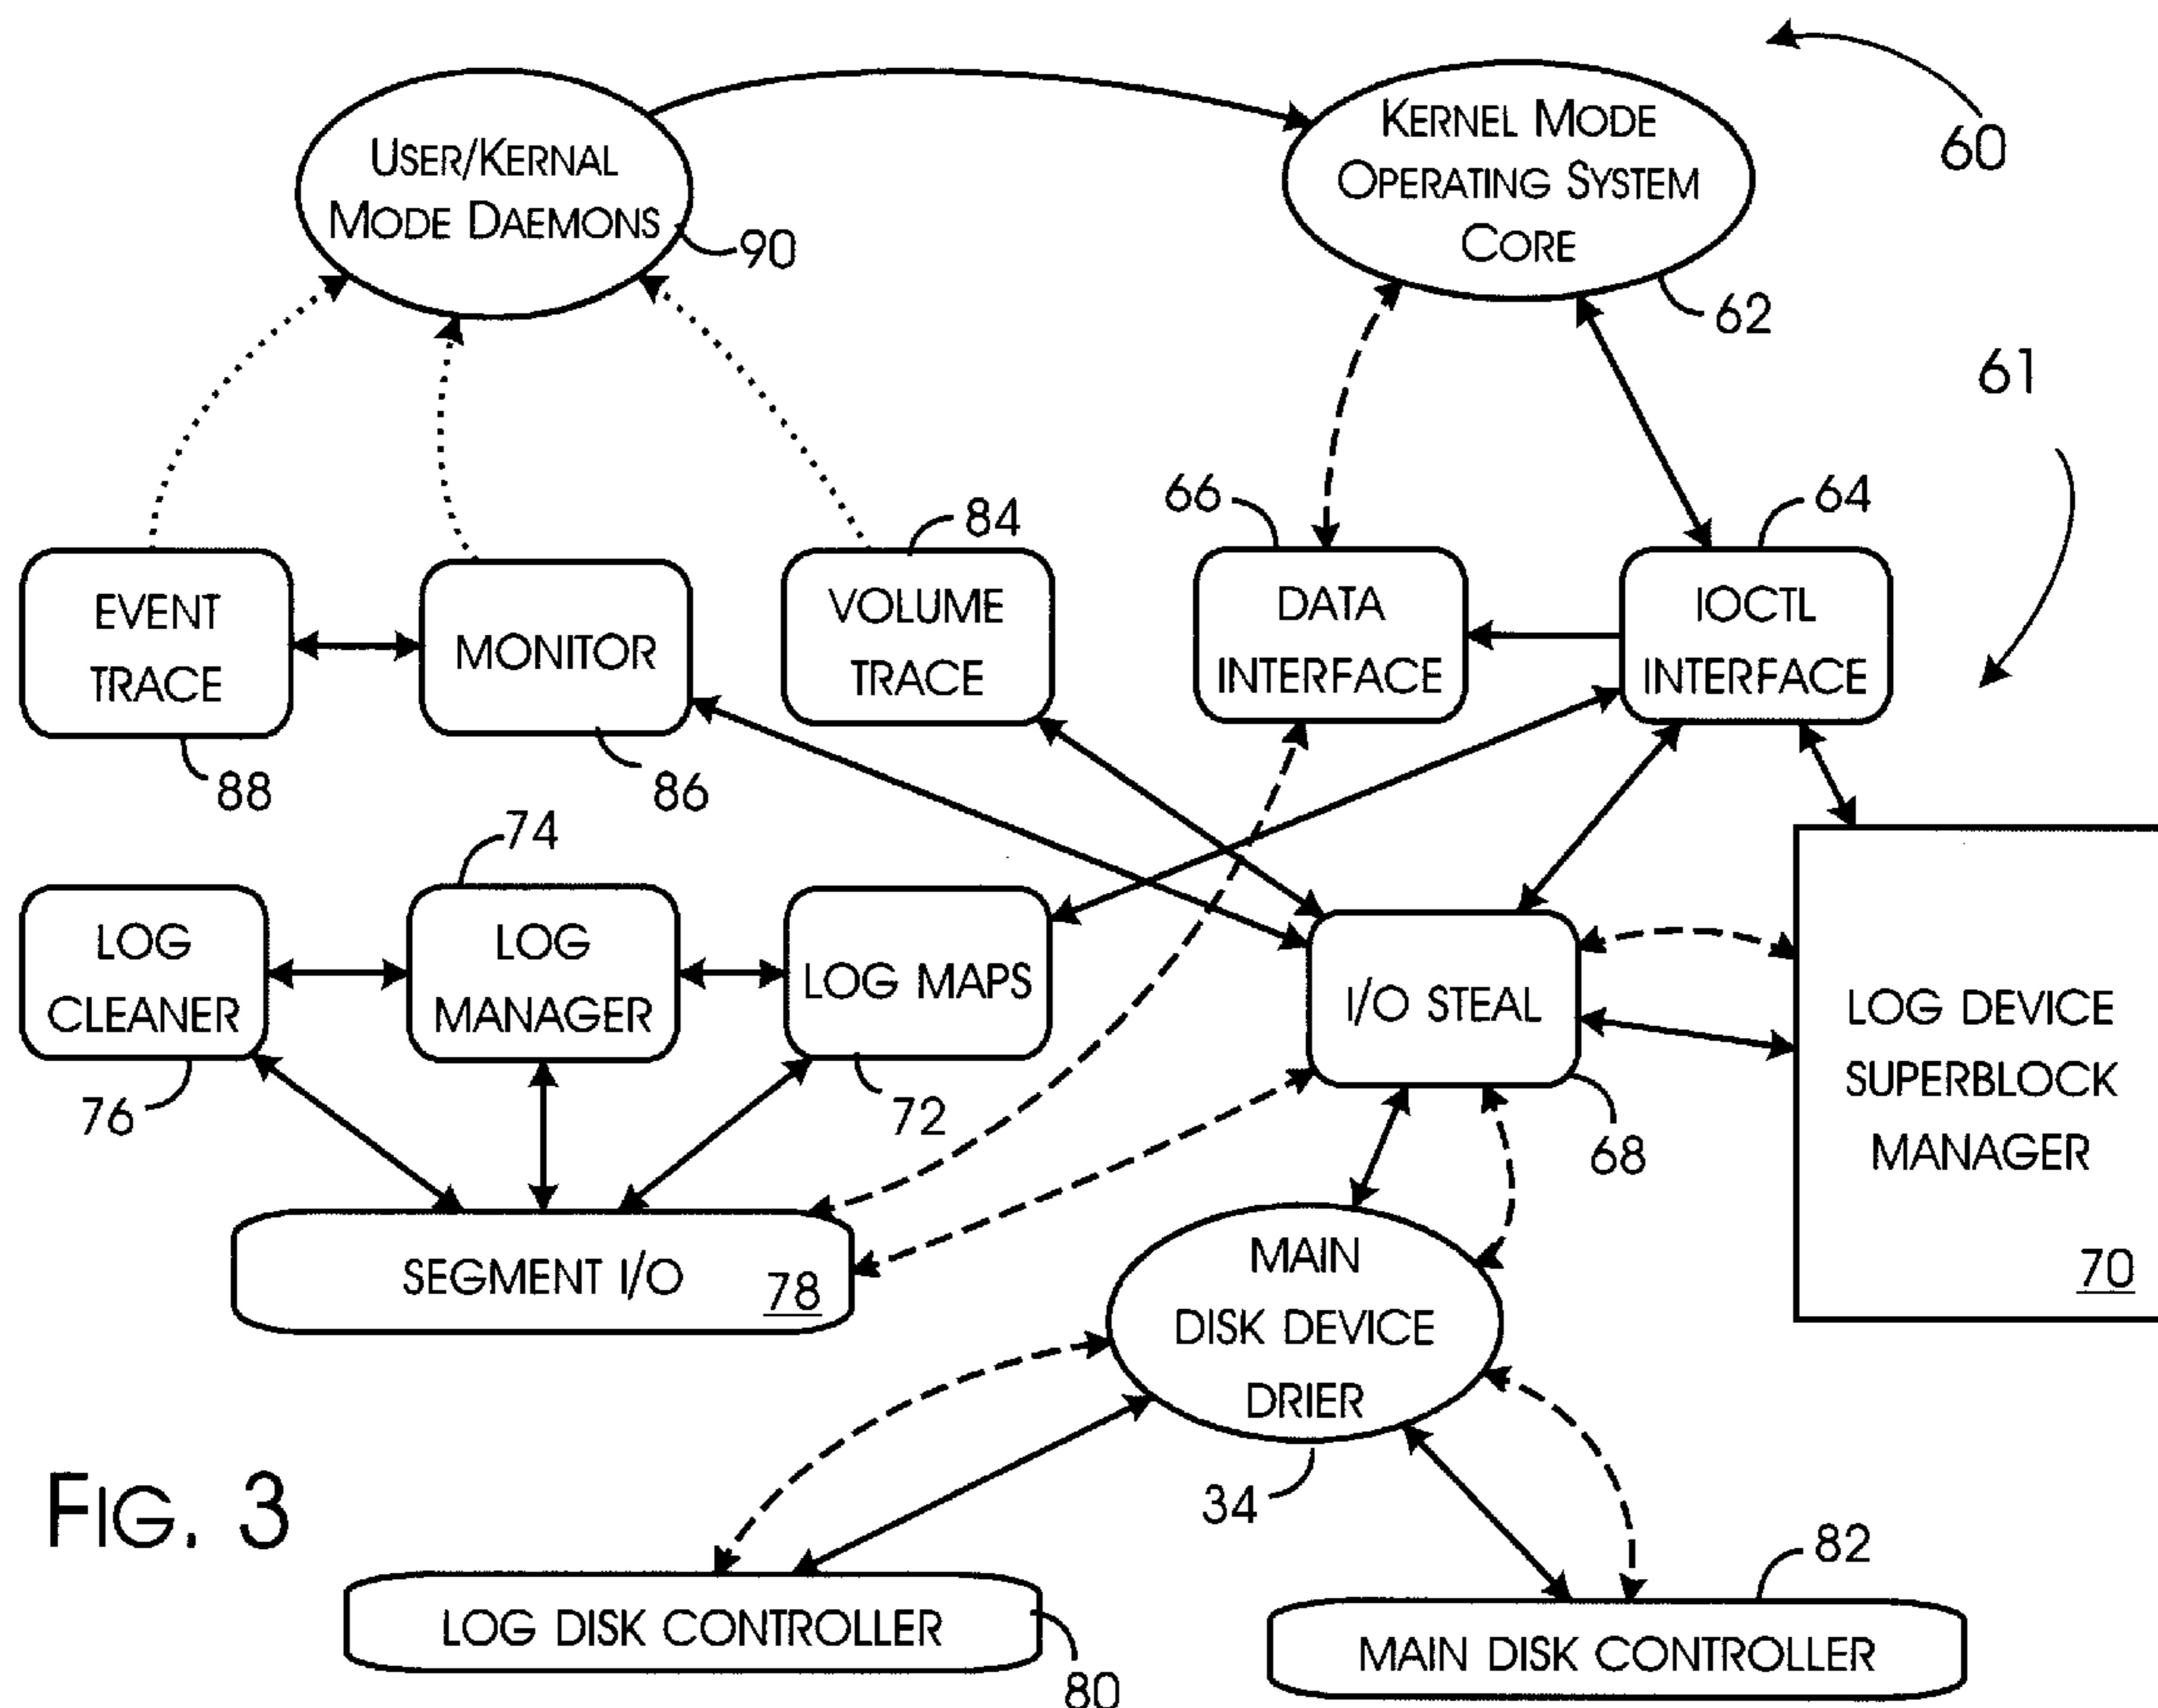 60
USER/KERNAL
MODE DAEMONS
90
KERNEL MODE
OPERATING SYSTEM
CORE
62
61
EVENT
TRACE
88
MONITOR
86
84
VOLUME
TRACE
66
DATA
INTERFACE
64
IOCTL
INTERFACE
LOG
CLEANER
76
74
LOG
MANAGER
LOG MAPS
72
I/O STEAL
68
LOG DEVICE
SUPERBLOCK
MANAGER
70
SEGMENT I/O
78
MAIN
DISK DEVICE
DRIER
34
FIG. 3
LOG DISK CONTROLLER
80
82
MAIN DISK CONTROLLER